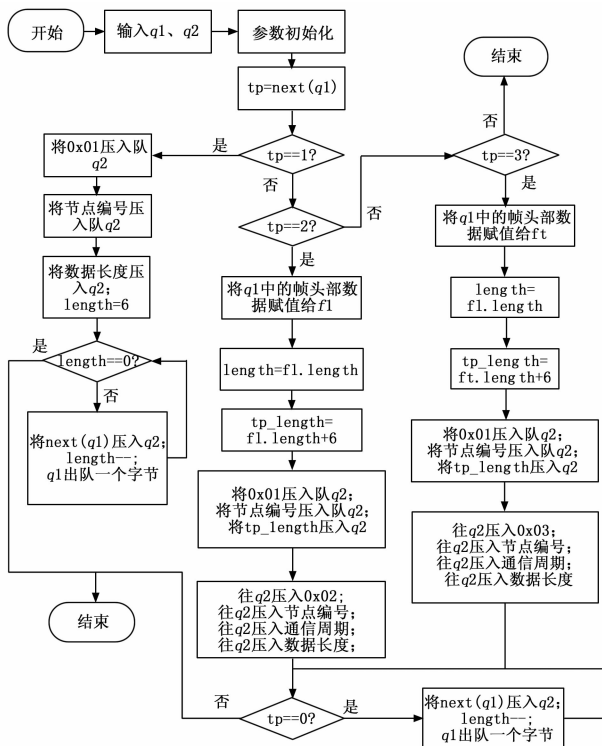 开始
输入q1、q2
参数初始化
结束
tp=next(q1)
否
将0x01压入队
q2
是
tp==1?
tp==3?
否
是
将节点编号压
入队q2
tp==2?
否
将q1中的帧头部数
据赋值给ft
是
将数据长度压
入q2;
length=6
将q1中的帧头部数
据赋值给fl
length=
fl.length
是
length==0?
length=fl.length
tp_length=
ft.length+6
否
tp_length=
fl.length+6
将next(q1)压入q2;
length--;
q1出队一个字节
将0x01压入队q2;
将节点编号压入队q2;
将tp_length压入q2
将0x01压入队q2;
将节点编号压入队q2;
将tp_length压入q2
往q2压入0x03;
往q2压入节点编号;
往q2压入通信周期;
往q2压入数据长度
结束
往q2压入0x02;
往q2压入节点编号;
往q2压入通信周期;
往q2压入数据长度;
否
tp==0?
是
将next(q1)压入q2;
length--;
q1出队一个字节